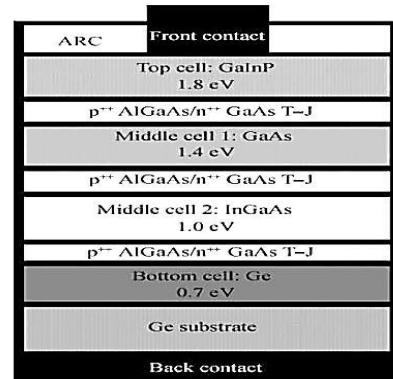 Front contact
ARC
Top cell: GaInP
1.8 eV
p⁺⁺ AlGaAs/n⁺⁺ GaAs T–J
Middle cell 1: GaAs
1.4 eV
p⁺⁺ AlGaAs/n⁺⁺ GaAs T–J
Middle cell 2: InGaAs
1.0 eV
p⁺⁺ AlGaAs/n⁺⁺ GaAs T–J
Bottom cell: Ge
0.7 eV
Ge substrate
Back contact